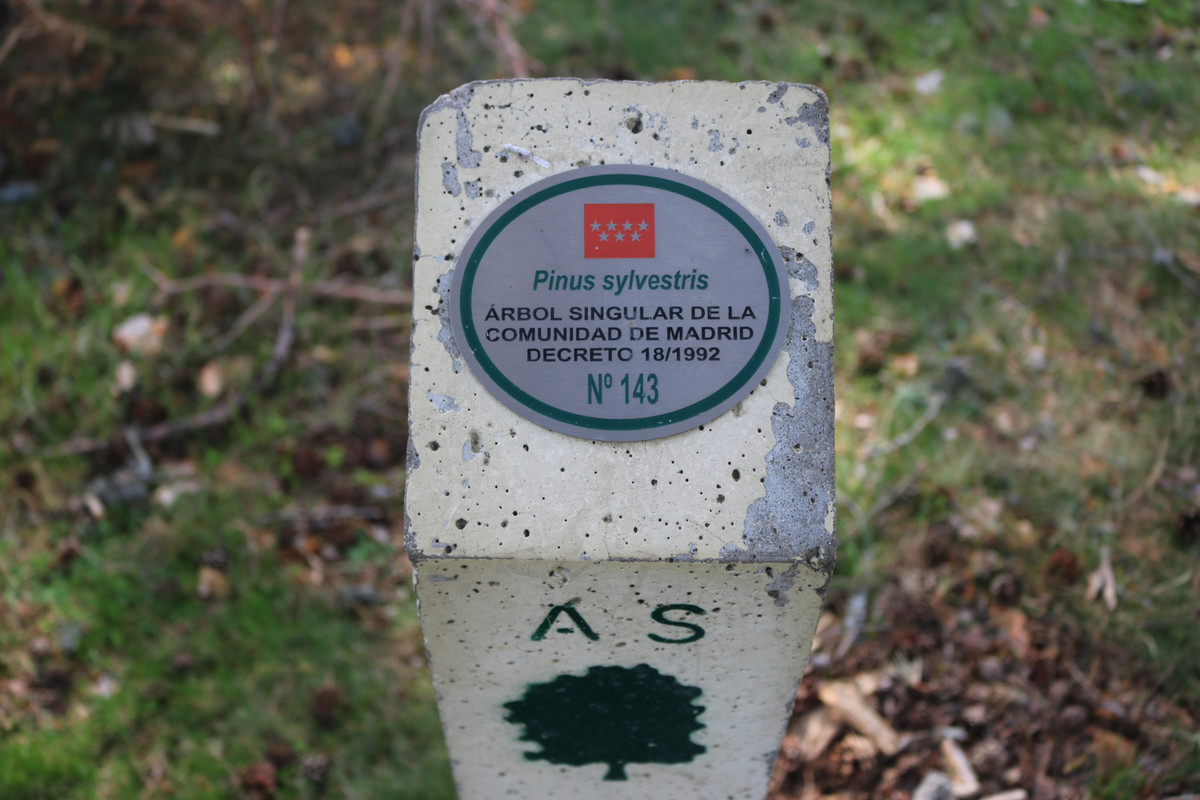 Pinus sylvestris
ÁRBOL SINGULAR DE LA
COMUNIDAD DE MADRID
DECRETO 18/1992
Nº 143
A S